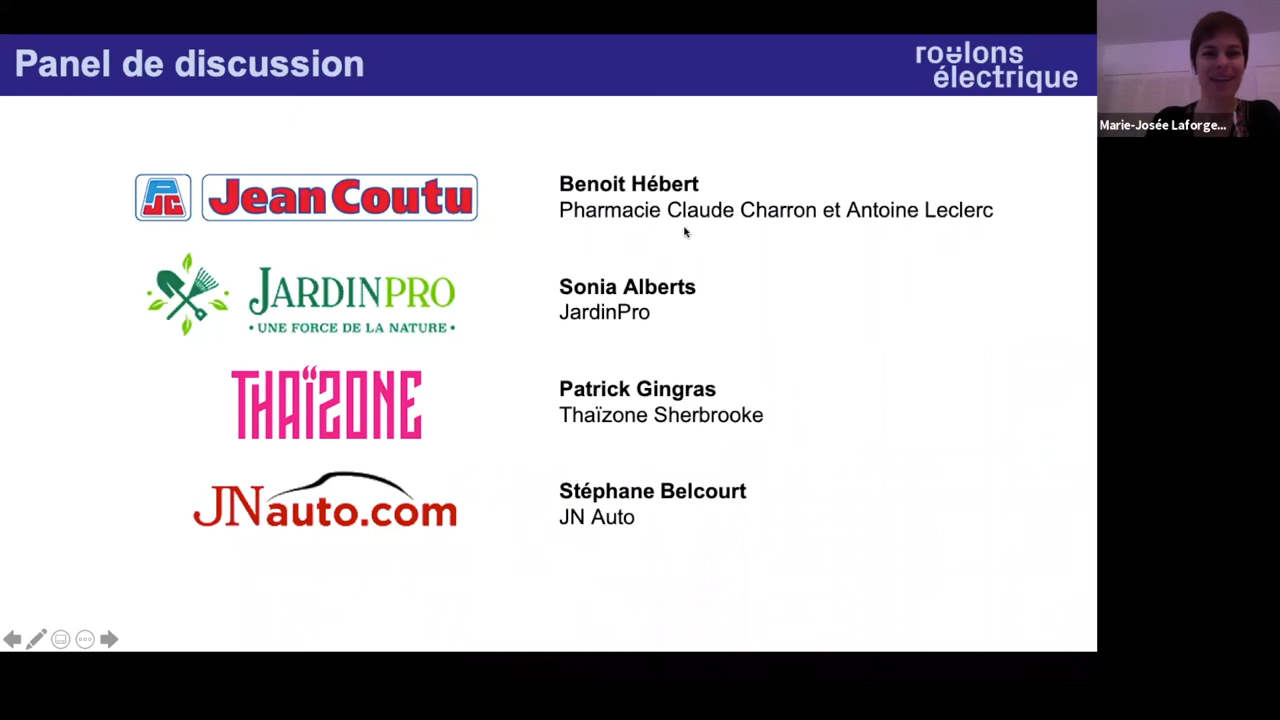 Panel de discussion
roulons
électrique
Marie-Josée Laforge...
PJC
Jean Coutu
Benoit Hébert
Pharmacie Claude Charron et Antoine Leclerc
JARDINPRO
• UNE FORCE DE LA NATURE •
Sonia Alberts
JardinPro
THAÏZONE
Patrick Gingras
Thaïzone Sherbrooke
JNauto.com
Stéphane Belcourt
JN Auto